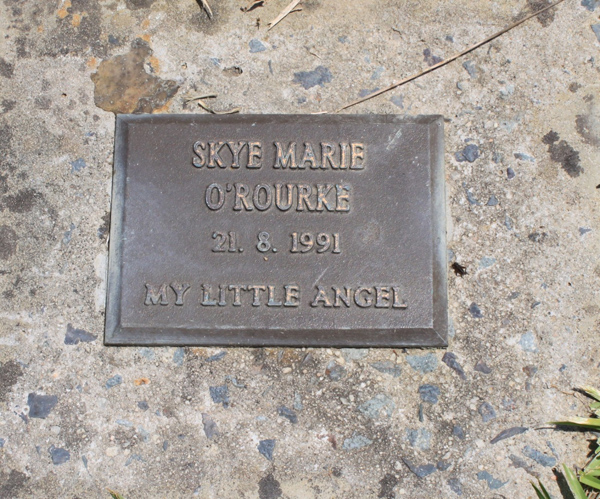 SKYE MARIE
O'ROURKE
21. 8. 1991
MY LITTLE ANGEL